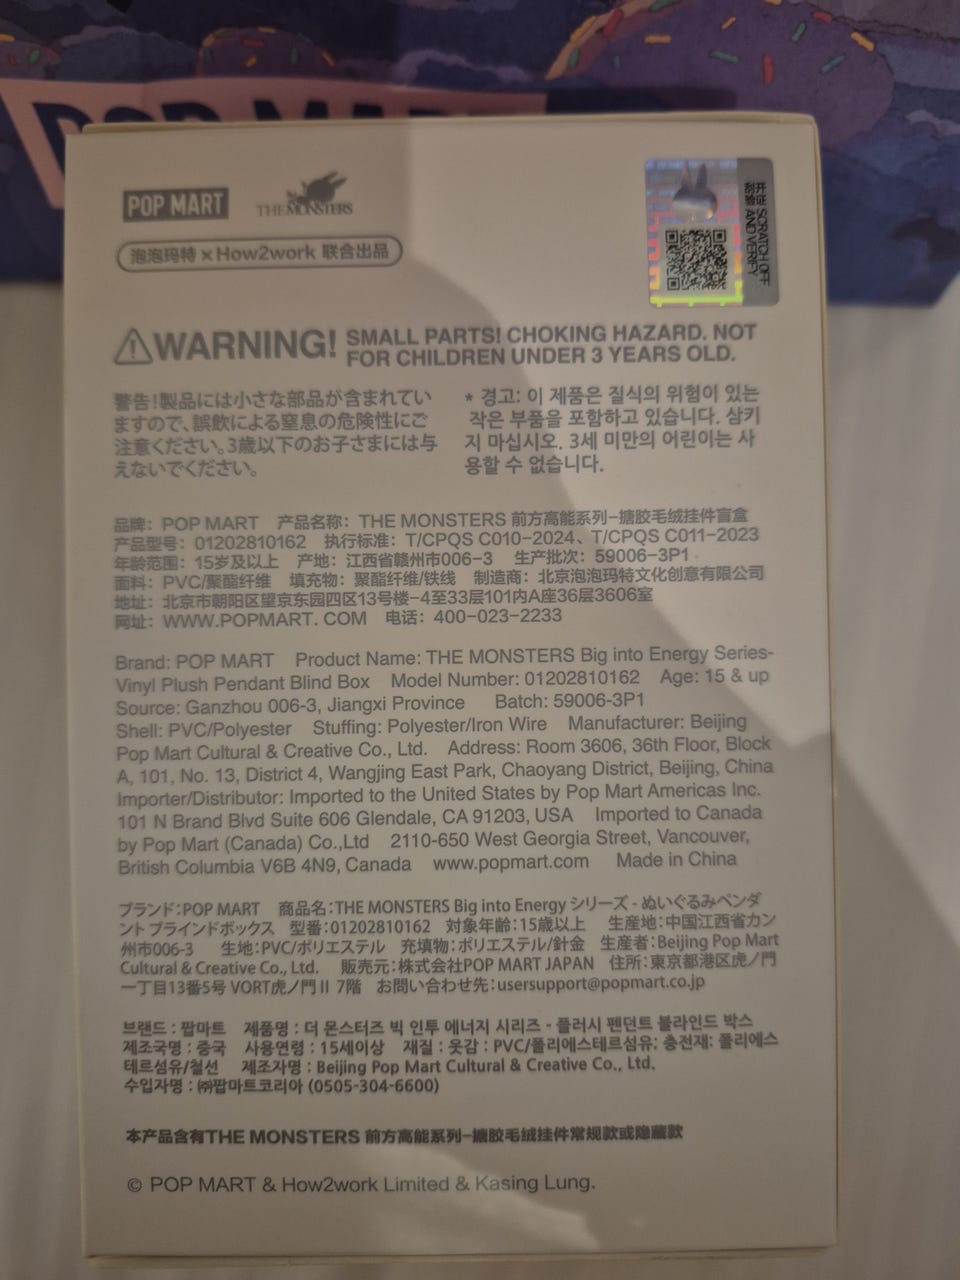 POP MART
POP MART
THE MONSTERS
泡泡玛特 × How2work 联合出品
开证 SCRATCH OFF
刮验 AND VERIFY
WARNING! SMALL PARTS! CHOKING HAZARD. NOT
FOR CHILDREN UNDER 3 YEARS OLD.
警告!製品には小さな部品が含まれてい
ますので、誤飲による窒息の危険性にご
注意ください。3歳以下のお子さまには与
えないでください。
* 경고: 이 제품은 질식의 위험이 있는
작은 부품을 포함하고 있습니다. 삼키
지 마십시오. 3세 미만의 어린이는 사
용할 수 없습니다.
品牌: POP MART 产品名称: THE MONSTERS 前方高能系列-搪胶毛绒挂件盲盒
产品型号: 01202810162 执行标准: T/CPQS C010-2024、T/CPQS C011-2023
年龄范围: 15岁及以上 产地: 江西省赣州市006-3 生产批次: 59006-3P1
面料: PVC/聚酯纤维 填充物: 聚酯纤维/铁线 制造商: 北京泡泡玛特文化创意有限公司
地址: 北京市朝阳区望京东园四区13号楼-4至33层101内A座36层3606室
网址: WWW.POPMART. COM 电话: 400-023-2233
Brand: POP MART Product Name: THE MONSTERS Big into Energy Series-
Vinyl Plush Pendant Blind Box Model Number: 01202810162 Age: 15 & up
Source: Ganzhou 006-3, Jiangxi Province Batch: 59006-3P1
Shell: PVC/Polyester Stuffing: Polyester/Iron Wire Manufacturer: Beijing
Pop Mart Cultural & Creative Co., Ltd. Address: Room 3606, 36th Floor, Block
A, 101, No. 13, District 4, Wangjing East Park, Chaoyang District, Beijing, China
Importer/Distributor: Imported to the United States by Pop Mart Americas Inc.
101 N Brand Blvd Suite 606 Glendale, CA 91203, USA Imported to Canada
by Pop Mart (Canada) Co.,Ltd 2110-650 West Georgia Street, Vancouver,
British Columbia V6B 4N9, Canada www.popmart.com Made in China
ブランド:POP MART 商品名:THE MONSTERS Big into Energy シリーズ - ぬいぐるみペンダ
ント ブラインドボックス 型番:01202810162 対象年齢:15歳以上 生産地:中国江西省カン
州市006-3 生地:PVC/ポリエステル 充填物:ポリエステル/針金 生産者:Beijing Pop Mart
Cultural & Creative Co., Ltd. 販売元:株式会社POP MART JAPAN 住所:東京都港区虎ノ門
一丁目13番5号 VORT虎ノ門Ⅱ 7階 お問い合わせ先:usersupport@popmart.co.jp
브랜드 : 팝마트 제품명 : 더 몬스터즈 빅 인투 에너지 시리즈 - 플러시 펜던트 블라인드 박스
제조국명 : 중국 사용연령 : 15세이상 재질 : 옷감 : PVC/폴리에스테르섬유: 충전재: 폴리에스
테르섬유/철선 제조자명 : Beijing Pop Mart Cultural & Creative Co., Ltd.
수입자명 : ㈜팝마트코리아 (0505-304-6600)
本产品含有THE MONSTERS 前方高能系列-搪胶毛绒挂件常规款或隐藏款
© POP MART & How2work Limited & Kasing Lung.